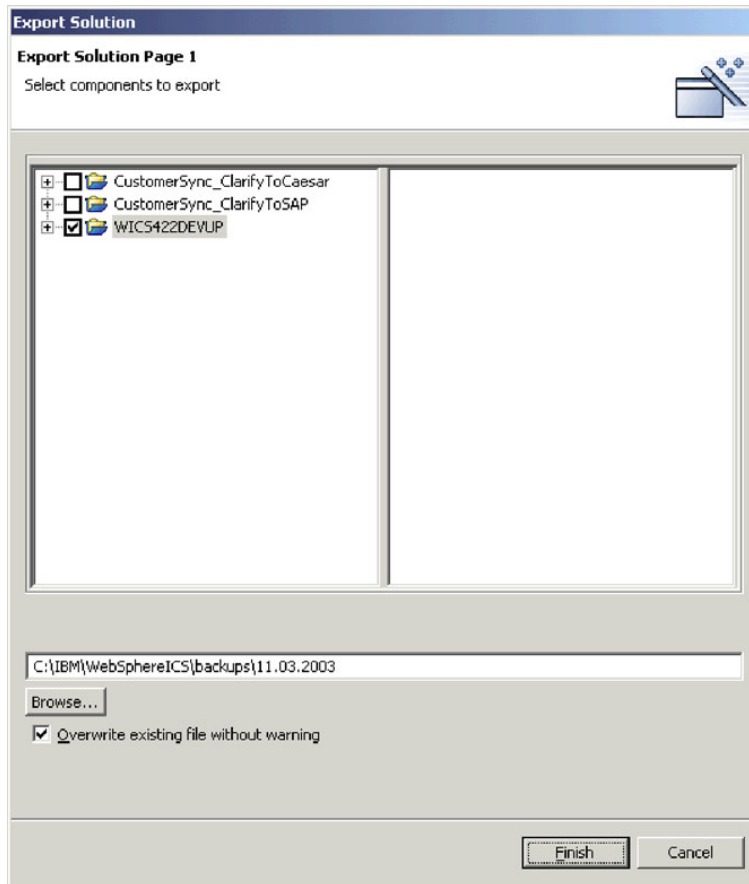 Export Solution
Export Solution Page 1
Select components to export
CustomerSync_ClarifyToCaesar
CustomerSync_ClarifyToSAP
WICS422DEVUP
C:\IBM\WebSphereICS\backups\11.03.2003
Browse...
Overwrite existing file without warning
Finish
Cancel